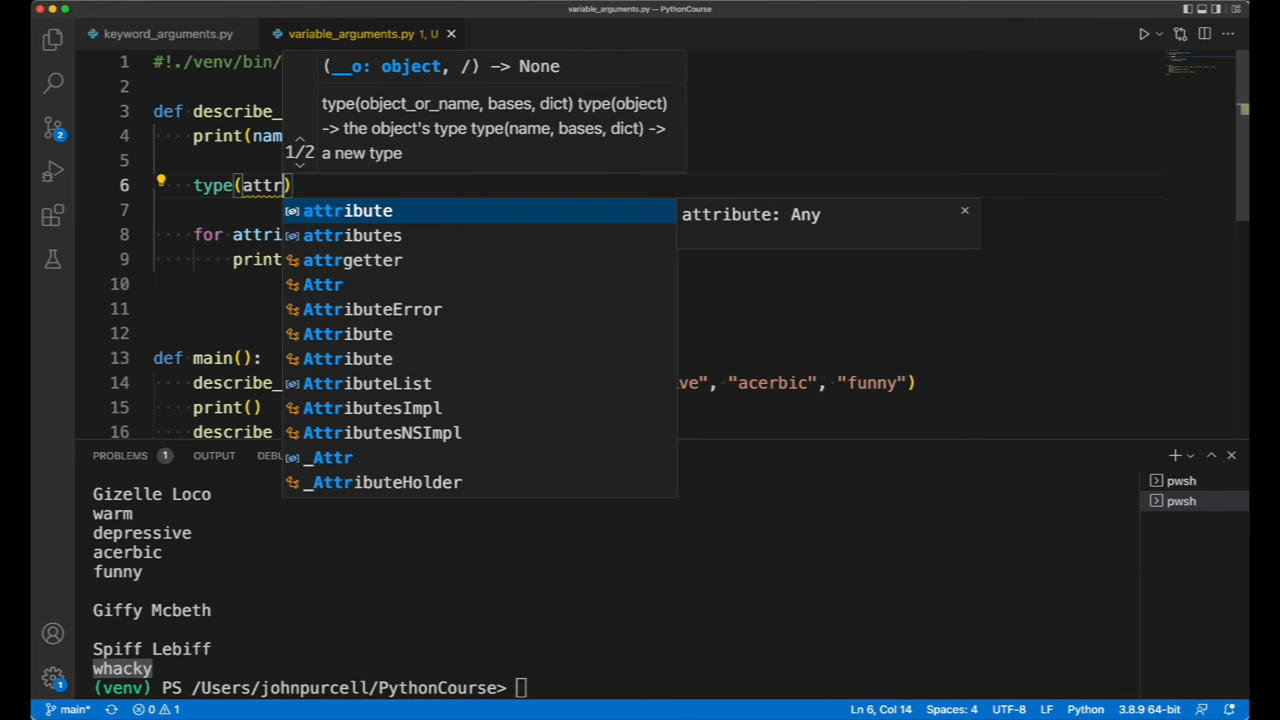 variable_arguments.py — PythonCourse
keyword_arguments.py
variable_arguments.py 1, U
1 #!./venv/bin/
2
3 def describe_
4 print(nam
5
6 type(attr)
7
8 for attri
9 print
10
11
12
13 def main():
14 describe_ ve", "acerbic", "funny")
15 print()
16 describe
(__o: object, /) -> None
type(object_or_name, bases, dict) type(object)
-> the object's type type(name, bases, dict) ->
a new type
1/2
attribute
attributes
attrgetter
Attr
AttributeError
Attribute
Attribute
AttributeList
AttributesImpl
AttributesNSImpl
_Attr
_AttributeHolder
attribute: Any
2
PROBLEMS 1 OUTPUT DEBU
Gizelle Loco
warm
depressive
acerbic
funny
Giffy Mcbeth
Spiff Lebiff
whacky
(venv) PS /Users/johnpurcell/PythonCourse>
pwsh
pwsh
1
main* 0 1 Ln 6, Col 14 Spaces: 4 UTF-8 LF Python 3.8.9 64-bit